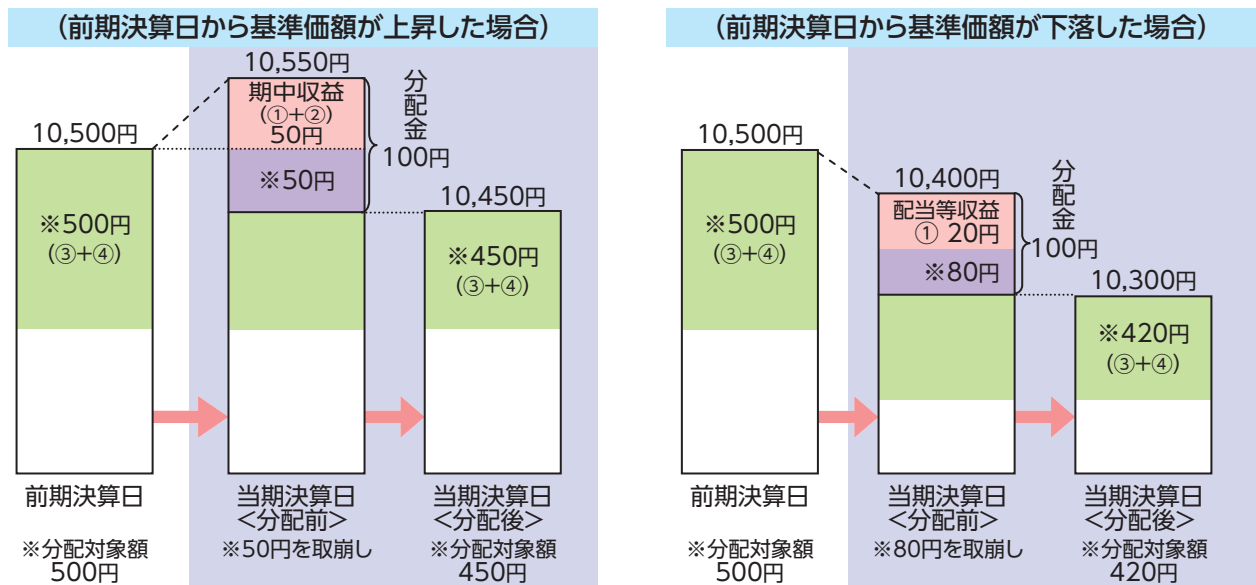 (前期決算日から基準価額が上昇した場合)
10,550円
期中収益
(①+②)
50円
※50円
分配金
100円
10,500円
※500円
(③+④)
10,450円
※450円
(③+④)
前期決算日
※分配対象額
500円
当期決算日
<分配前>
※50円を取崩し
当期決算日
<分配後>
※分配対象額
450円
(前期決算日から基準価額が下落した場合)
10,500円
※500円
(③+④)
10,400円
配当等収益
① 20円
※80円
分配金
100円
10,300円
※420円
(③+④)
前期決算日
※分配対象額
500円
当期決算日
<分配前>
※80円を取崩し
当期決算日
<分配後>
※分配対象額
420円